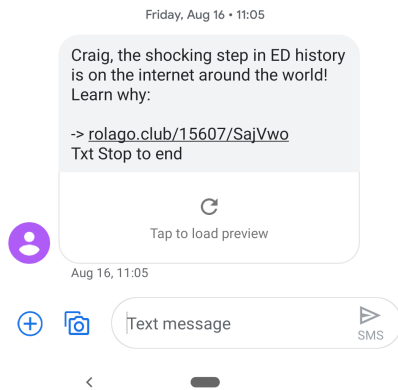 Friday, Aug 16 • 11:05
Craig, the shocking step in ED history
is on the internet around the world!
Learn why:
-> rolago.club/15607/SajVwo
Txt Stop to end
Tap to load preview
Aug 16, 11:05
Text message
SMS